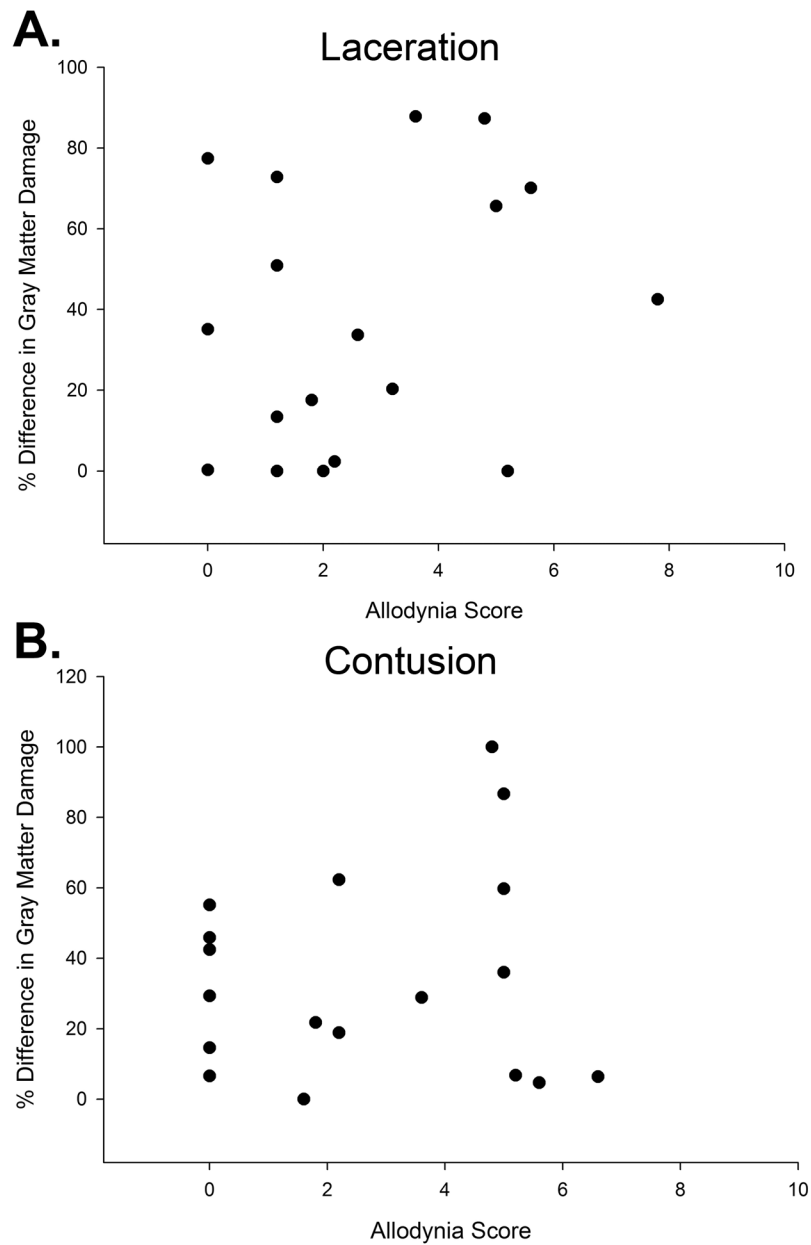 A.
Laceration
% Difference in Gray Matter Damage
100
80
60
40
20
0
0 2 4 6 8 10
Allodynia Score
B.
Contusion
% Difference in Gray Matter Damage
120
100
80
60
40
20
0
0 2 4 6 8 10
Allodynia Score